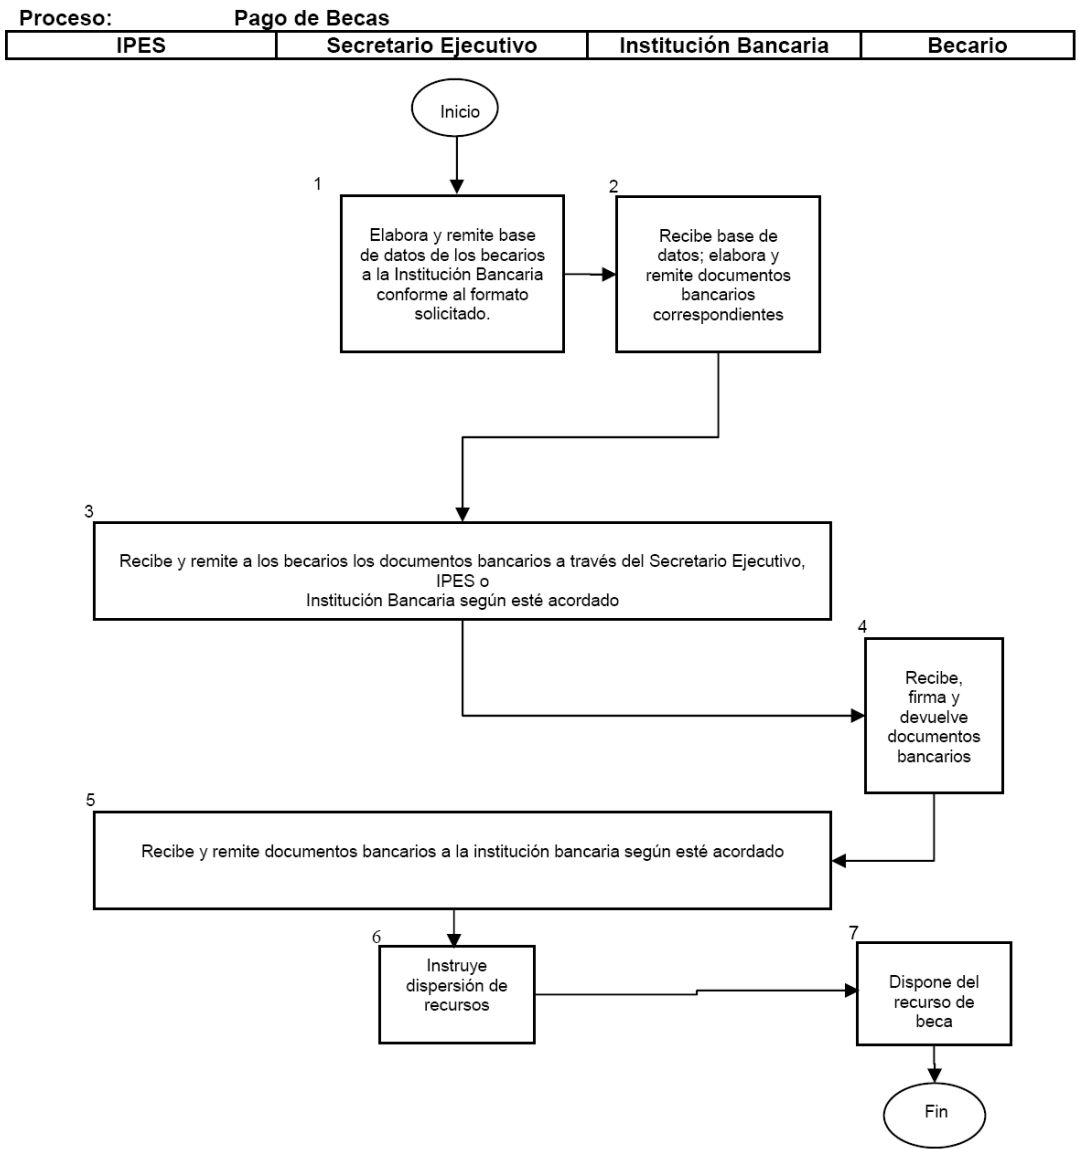 Proceso: Pago de Becas
IPES Secretario Ejecutivo Institución Bancaria Becario
Inicio
1
Elabora y remite base
de datos de los becarios
a la Institución Bancaria
conforme al formato
solicitado.
2
Recibe base de
datos; elabora y
remite documentos
bancarios
correspondientes
3
Recibe y remite a los becarios los documentos bancarios a través del Secretario Ejecutivo,
IPES o
Institución Bancaria según esté acordado
4
Recibe,
firma y
devuelve
documentos
bancarios
5
Recibe y remite documentos bancarios a la institución bancaria según esté acordado
6
Instruye
dispersión de
recursos
7
Dispone del
recurso de
beca
Fin